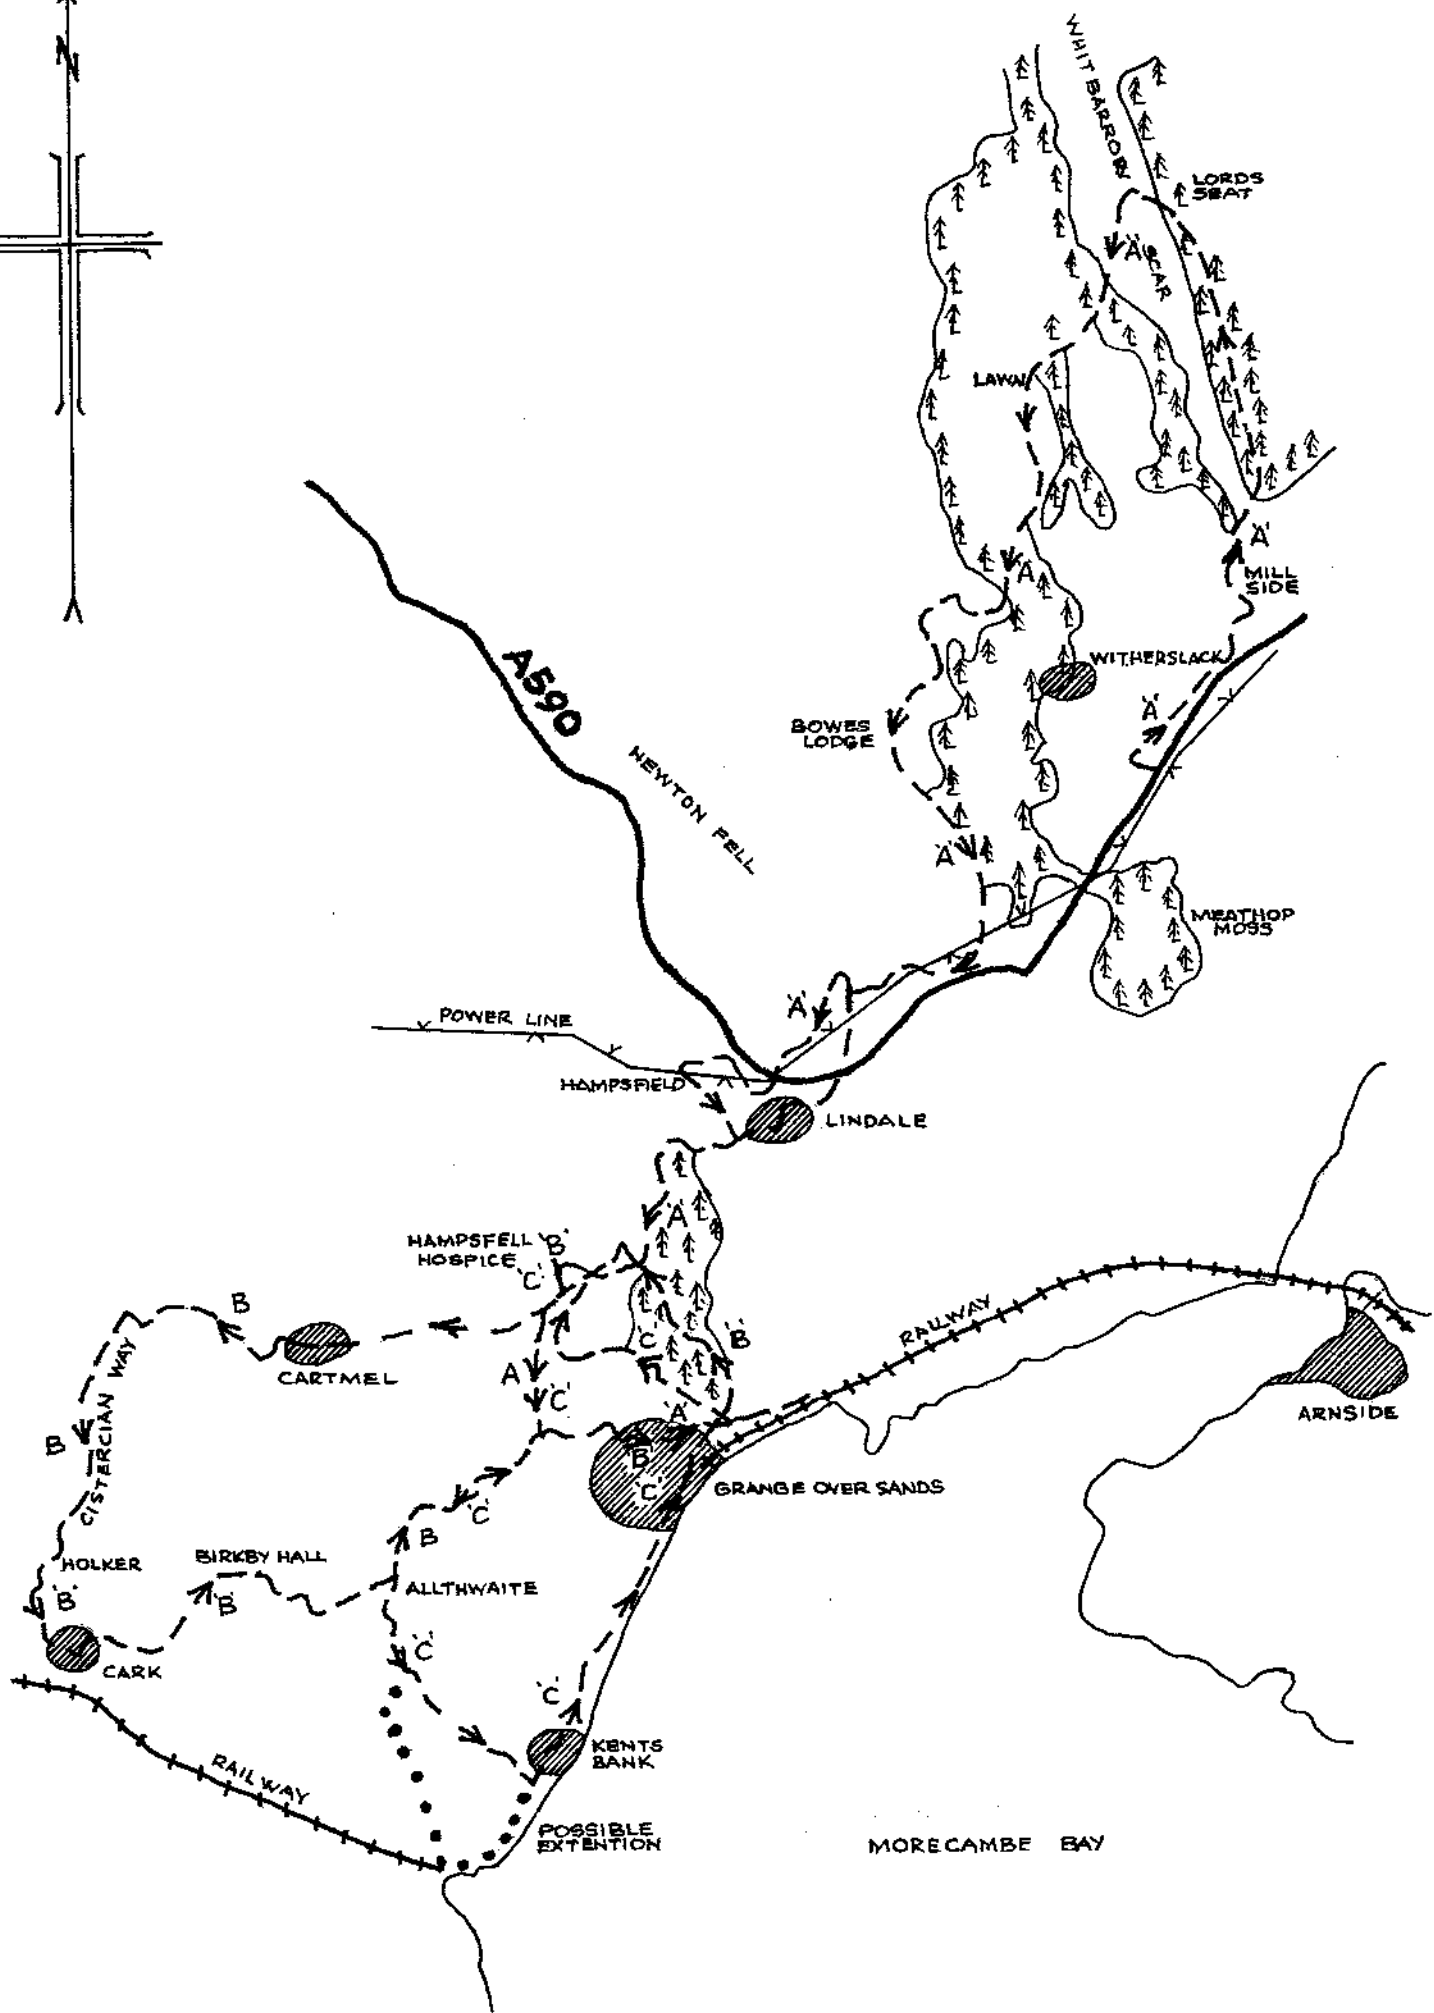 N
WHITBARROW
SCAR
LORDS
SEAT
'A'
LAWN
'A'
MILL
SIDE
'A'
A590
WITHERSLACK
'A'
BOWES
LODGE
NEWTON FELL
'A'
MEATHOP
MOSS
'A'
POWER LINE
HAMPSFIELD
LINDALE
'A'
HAMPSFELL
HOSPICE
'B'
'C'
B
RAILWAY
'C'
'B'
CARTMEL
A
'C'
'A'
ARNSIDE
B
CISTERCIAN WAY
B
'C'
GRANGE OVER SANDS
'C'
B
HOLKER
BIRKBY HALL
ALLTHWAITE
'B'
'B'
CARK
'C'
'C'
KENTS
BANK
RAILWAY
POSSIBLE
EXTENTION
MORECAMBE BAY